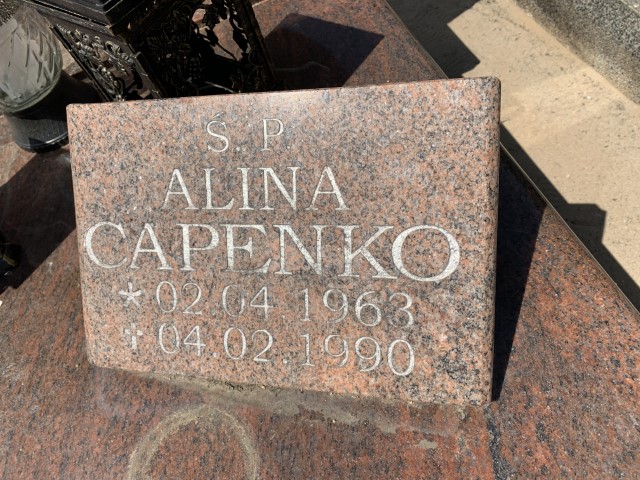 Ś. P.
ALINA
CAPENKO
* 02.04 1963
✝ 04.02.1990